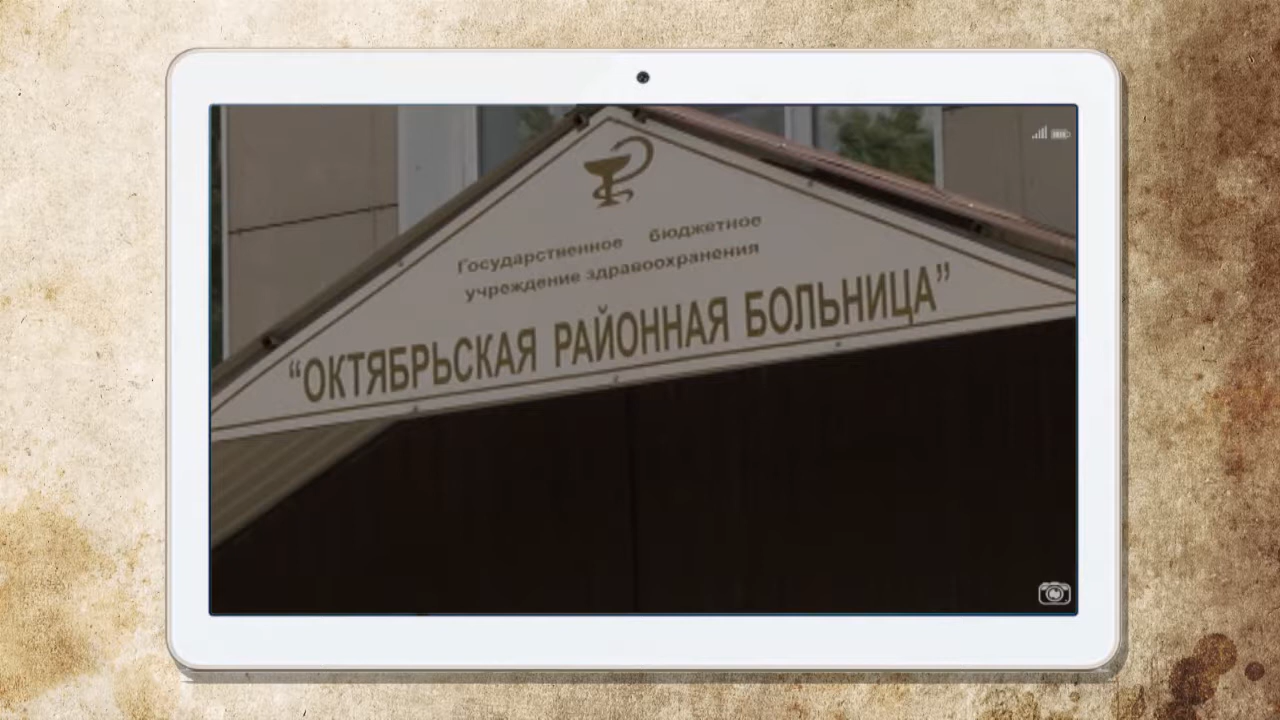 Государственное бюджетное
учреждение здравоохранения
“ОКТЯБРЬСКАЯ РАЙОННАЯ БОЛЬНИЦА”